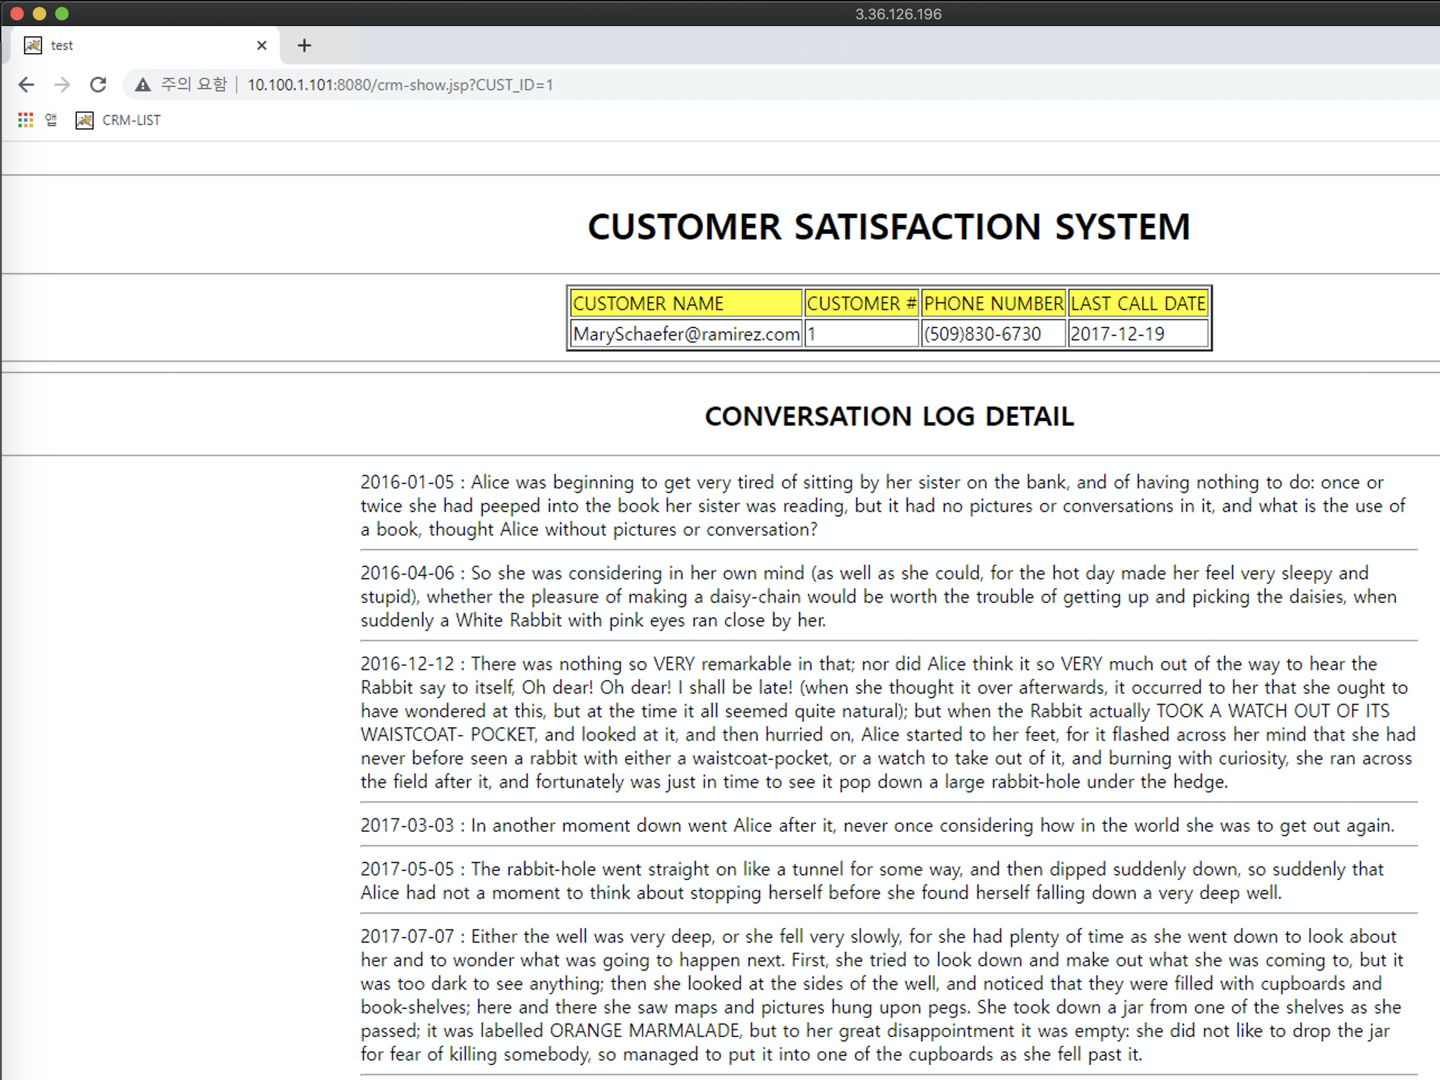 3.36.126.196
test
주의 요함
10.100.1.101:8080/crm-show.jsp?CUST_ID=1
앱
CRM-LIST
CUSTOMER SATISFACTION SYSTEM
CUSTOMER NAME CUSTOMER # PHONE NUMBER LAST CALL DATE
MarySchaefer@ramirez.com 1 (509)830-6730 2017-12-19
CONVERSATION LOG DETAIL
2016-01-05 : Alice was beginning to get very tired of sitting by her sister on the bank, and of having nothing to do: once or
twice she had peeped into the book her sister was reading, but it had no pictures or conversations in it, and what is the use of
a book, thought Alice without pictures or conversation?
2016-04-06 : So she was considering in her own mind (as well as she could, for the hot day made her feel very sleepy and
stupid), whether the pleasure of making a daisy-chain would be worth the trouble of getting up and picking the daisies, when
suddenly a White Rabbit with pink eyes ran close by her.
2016-12-12 : There was nothing so VERY remarkable in that; nor did Alice think it so VERY much out of the way to hear the
Rabbit say to itself, Oh dear! Oh dear! I shall be late! (when she thought it over afterwards, it occurred to her that she ought to
have wondered at this, but at the time it all seemed quite natural); but when the Rabbit actually TOOK A WATCH OUT OF ITS
WAISTCOAT- POCKET, and looked at it, and then hurried on, Alice started to her feet, for it flashed across her mind that she had
never before seen a rabbit with either a waistcoat-pocket, or a watch to take out of it, and burning with curiosity, she ran across
the field after it, and fortunately was just in time to see it pop down a large rabbit-hole under the hedge.
2017-03-03 : In another moment down went Alice after it, never once considering how in the world she was to get out again.
2017-05-05 : The rabbit-hole went straight on like a tunnel for some way, and then dipped suddenly down, so suddenly that
Alice had not a moment to think about stopping herself before she found herself falling down a very deep well.
2017-07-07 : Either the well was very deep, or she fell very slowly, for she had plenty of time as she went down to look about
her and to wonder what was going to happen next. First, she tried to look down and make out what she was coming to, but it
was too dark to see anything; then she looked at the sides of the well, and noticed that they were filled with cupboards and
book-shelves; here and there she saw maps and pictures hung upon pegs. She took down a jar from one of the shelves as she
passed; it was labelled ORANGE MARMALADE, but to her great disappointment it was empty: she did not like to drop the jar
for fear of killing somebody, so managed to put it into one of the cupboards as she fell past it.